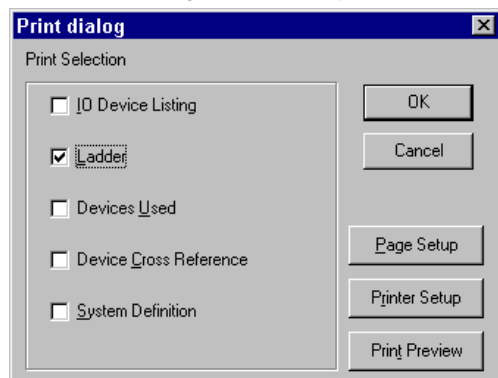 Print dialog
Print Selection
IO Device Listing
Ladder
Devices Used
Device Cross Reference
System Definition
OK
Cancel
Page Setup
Printer Setup
Print Preview